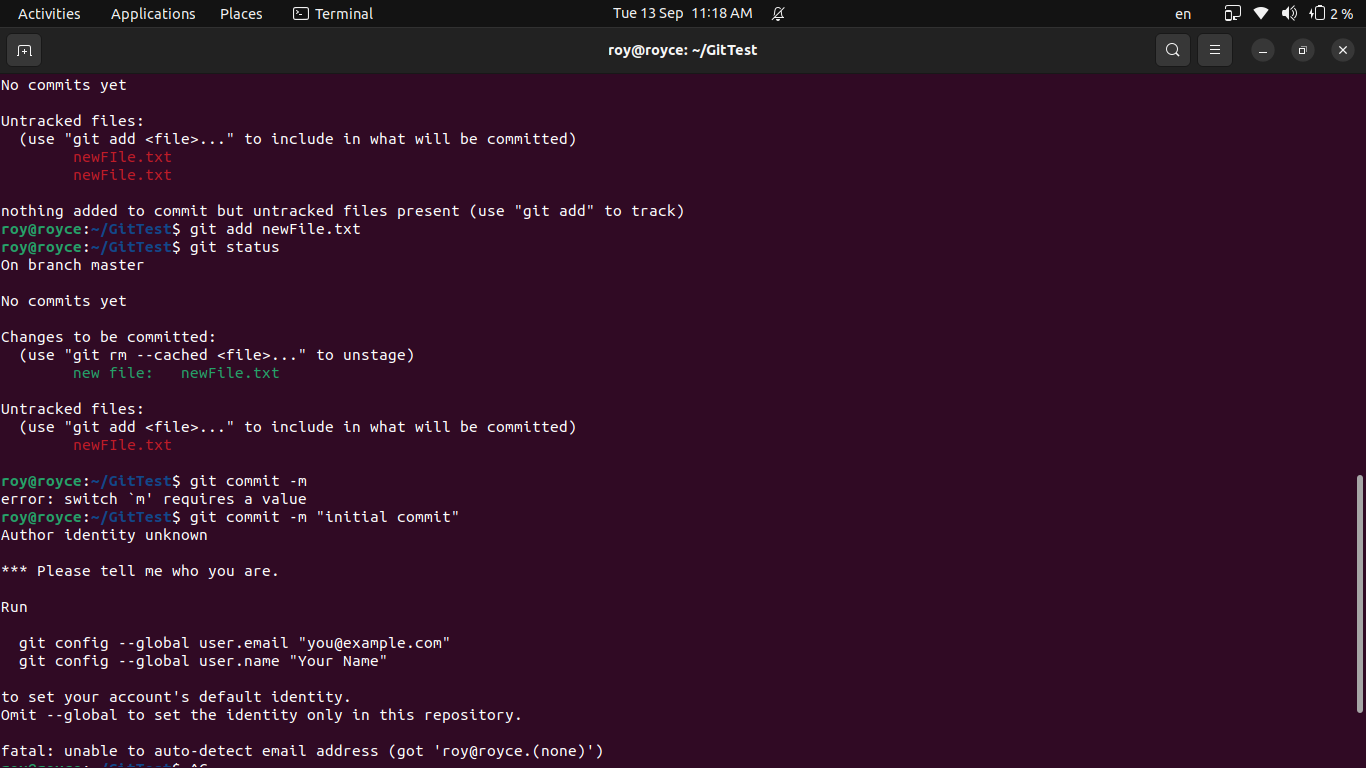 Activities Applications Places Terminal Tue 13 Sep 11:18 AM en 2 %
roy@royce: ~/GitTest
No commits yet
Untracked files:
(use "git add <file>..." to include in what will be committed)
newFIle.txt
newFile.txt
nothing added to commit but untracked files present (use "git add" to track)
roy@royce:~/GitTest$ git add newFile.txt
roy@royce:~/GitTest$ git status
On branch master
No commits yet
Changes to be committed:
(use "git rm --cached <file>..." to unstage)
new file:   newFile.txt
Untracked files:
(use "git add <file>..." to include in what will be committed)
newFIle.txt
roy@royce:~/GitTest$ git commit -m
error: switch `m' requires a value
roy@royce:~/GitTest$ git commit -m "initial commit"
Author identity unknown
*** Please tell me who you are.
Run
git config --global user.email "you@example.com"
git config --global user.name "Your Name"
to set your account's default identity.
Omit --global to set the identity only in this repository.
fatal: unable to auto-detect email address (got 'roy@royce.(none)')
roy@royce:~/GitTest$